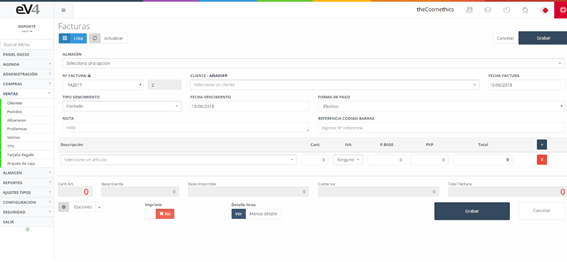 eV4
theCosmethics
SOPORTE
Buscar Menu
PANEL INICIO
AGENDA
ADMINISTRACIÓN
COMPRAS
VENTAS
Clientes
Pedidos
Albaranes
Proformas
Ventas
TPV
Tarjeta Regalo
Arqueo de caja
ALMACEN
REPORTES
AJUSTES TIPOS
CONFIGURACION
SEGURIDAD
SALIR
Facturas
Lista
Actualizar
Cancelar
Grabar
ALMACEN
Selecciona una opción
Nº FACTURA:
CLIENTE - AÑADIR
FECHA FACTURA
FA2017
2
Seleccione un cliente
15/06/2018
TIPO VENCIMIENTO
FECHA VENCIMIENTO
FORMA DE PAGO
Contado
15/06/2018
Efectivo
NOTA
REFERENCIA CODIGO BARRAS
nota
Ingresar Nº referencia
Descripción
Cant
IVA
P.BASE
PVP
Total
+
Seleccione un artículo
0
Ninguno
0
0
0
X
Cant Art.
Base Exenta
Base Imponible
Cuota Iva
Total Factura
0
0
0
0
0
Opciones
Imprimir
No
Detalle linea
Ver
Menos detalle
Grabar
Cancelar